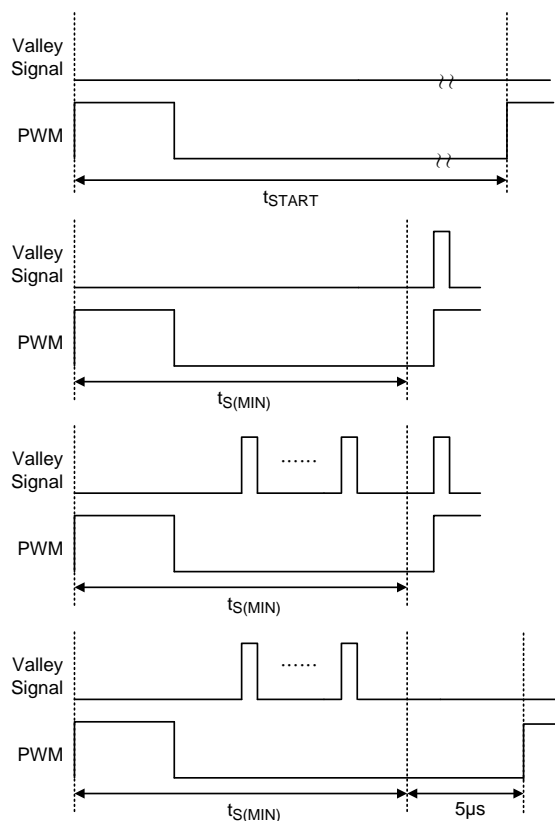 Valley
Signal
PWM
tSTART
Valley
Signal
PWM
tS(MIN)
Valley
Signal
......
PWM
tS(MIN)
Valley
Signal
......
PWM
tS(MIN)
5µs